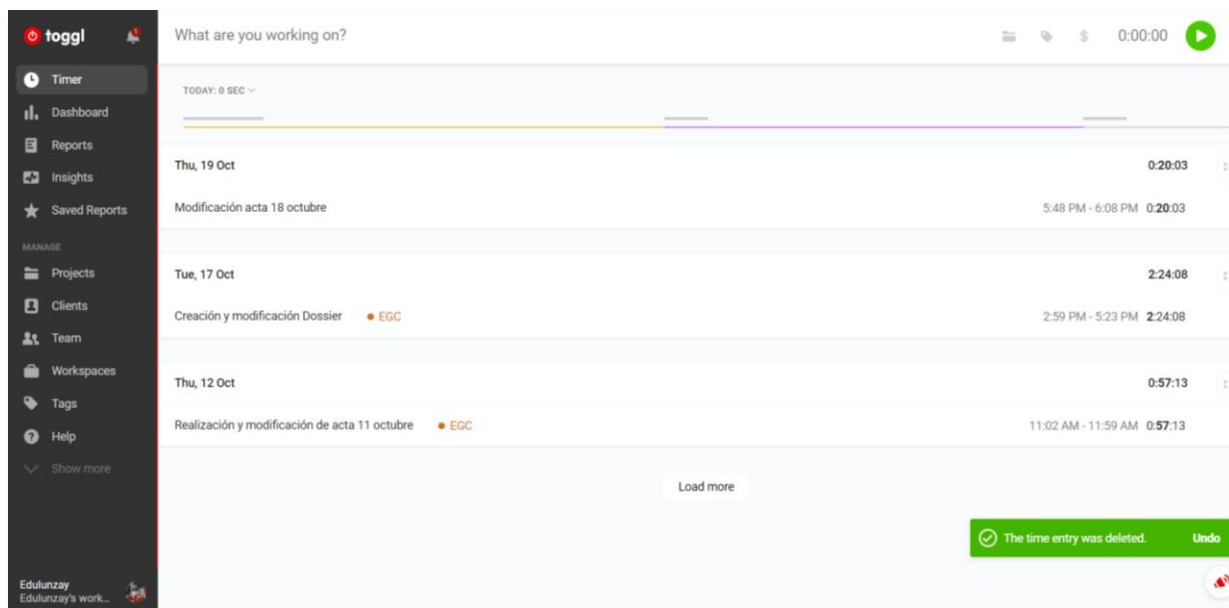 toggl
Timer
Dashboard
Reports
Insights
Saved Reports
MANAGE
Projects
Clients
Team
Workspaces
Tags
Help
Show more
Edulunzay
Edulunzay's work...
What are you working on? $ 0:00:00
TODAY: 0 SEC
Thu, 19 Oct 0:20:03
Modificación acta 18 octubre 5:48 PM - 6:08 PM 0:20:03
Tue, 17 Oct 2:24:08
Creación y modificación Dossier • EGC 2:59 PM - 5:23 PM 2:24:08
Thu, 12 Oct 0:57:13
Realización y modificación de acta 11 octubre • EGC 11:02 AM - 11:59 AM 0:57:13
Load more
The time entry was deleted. Undo